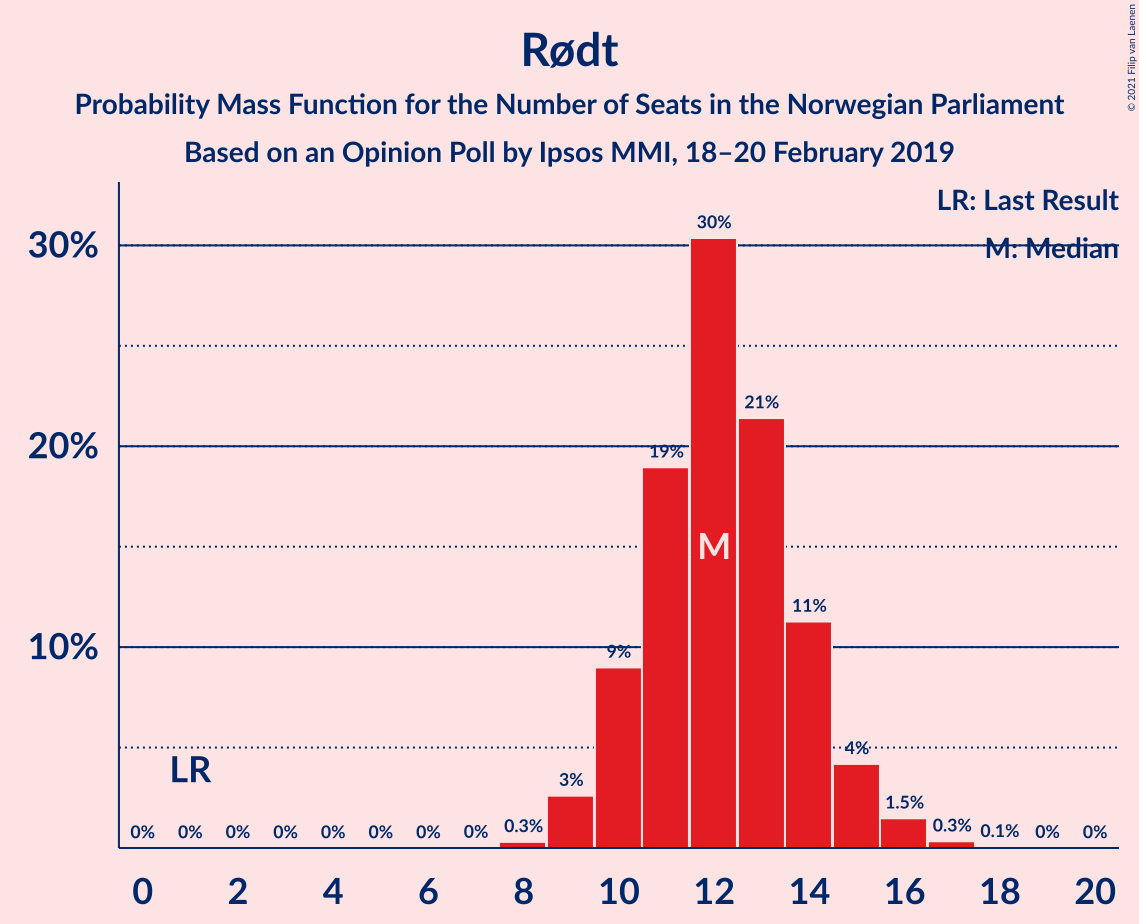 Rødt
Probability Mass Function for the Number of Seats in the Norwegian Parliament
Based on an Opinion Poll by Ipsos MMI, 18–20 February 2019
© 2021 Filip van Laenen
LR: Last Result
M: Median
30%
20%
10%
0% 0% 0% 0% 0% 0% 0% 0% 0.3% 3% 9% 19% 30% 21% 11% 4% 1.5% 0.3% 0.1% 0% 0%
M
LR
0 2 4 6 8 10 12 14 16 18 20